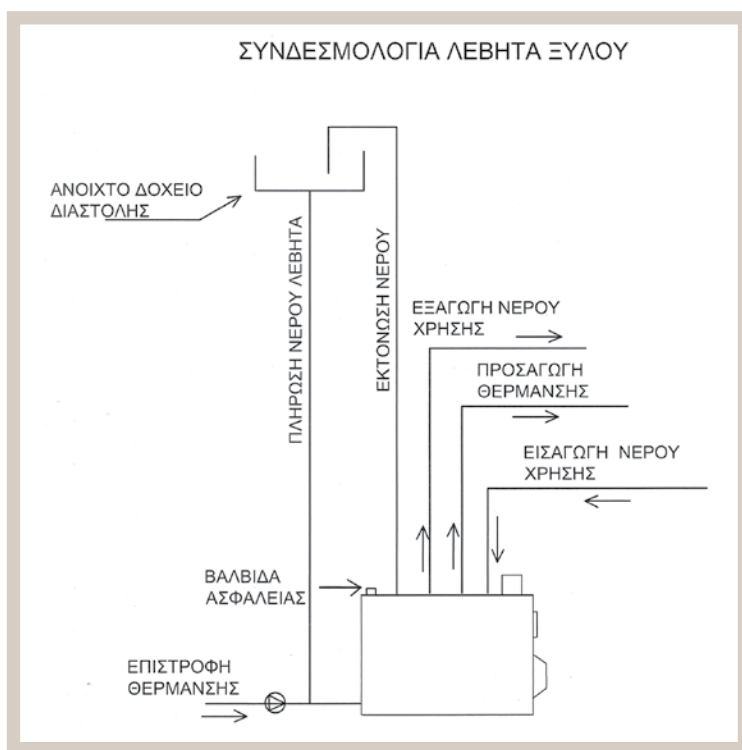 ΣΥΝΔΕΣΜΟΛΟΓΙΑ ΛΕΒΗΤΑ ΞΥΛΟΥ
ΑΝΟΙΧΤΟ ΔΟΧΕΙΟ
ΔΙΑΣΤΟΛΗΣ
ΠΛΗΡΩΣΗ ΝΕΡΟΥ ΛΕΒΗΤΑ
ΕΚΤΟΝΩΣΗ ΝΕΡΟΥ
ΕΞΑΓΩΓΗ ΝΕΡΟΥ
ΧΡΗΣΗΣ
ΠΡΟΣΑΓΩΓΗ
ΘΕΡΜΑΝΣΗΣ
ΕΙΣΑΓΩΓΗ ΝΕΡΟΥ
ΧΡΗΣΗΣ
ΒΑΛΒΙΔΑ
ΑΣΦΑΛΕΙΑΣ
ΕΠΙΣΤΡΟΦΗ
ΘΕΡΜΑΝΣΗΣ